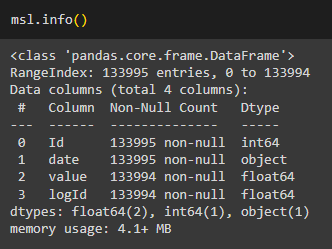 msl.info()
<class 'pandas.core.frame.DataFrame'>
RangeIndex: 133995 entries, 0 to 133994
Data columns (total 4 columns):
 #   Column  Non-Null Count   Dtype
---  ------  --------------   -----
 0   Id      133995 non-null  int64
 1   date    133995 non-null  object
 2   value   133994 non-null  float64
 3   logId   133994 non-null  float64
dtypes: float64(2), int64(1), object(1)
memory usage: 4.1+ MB